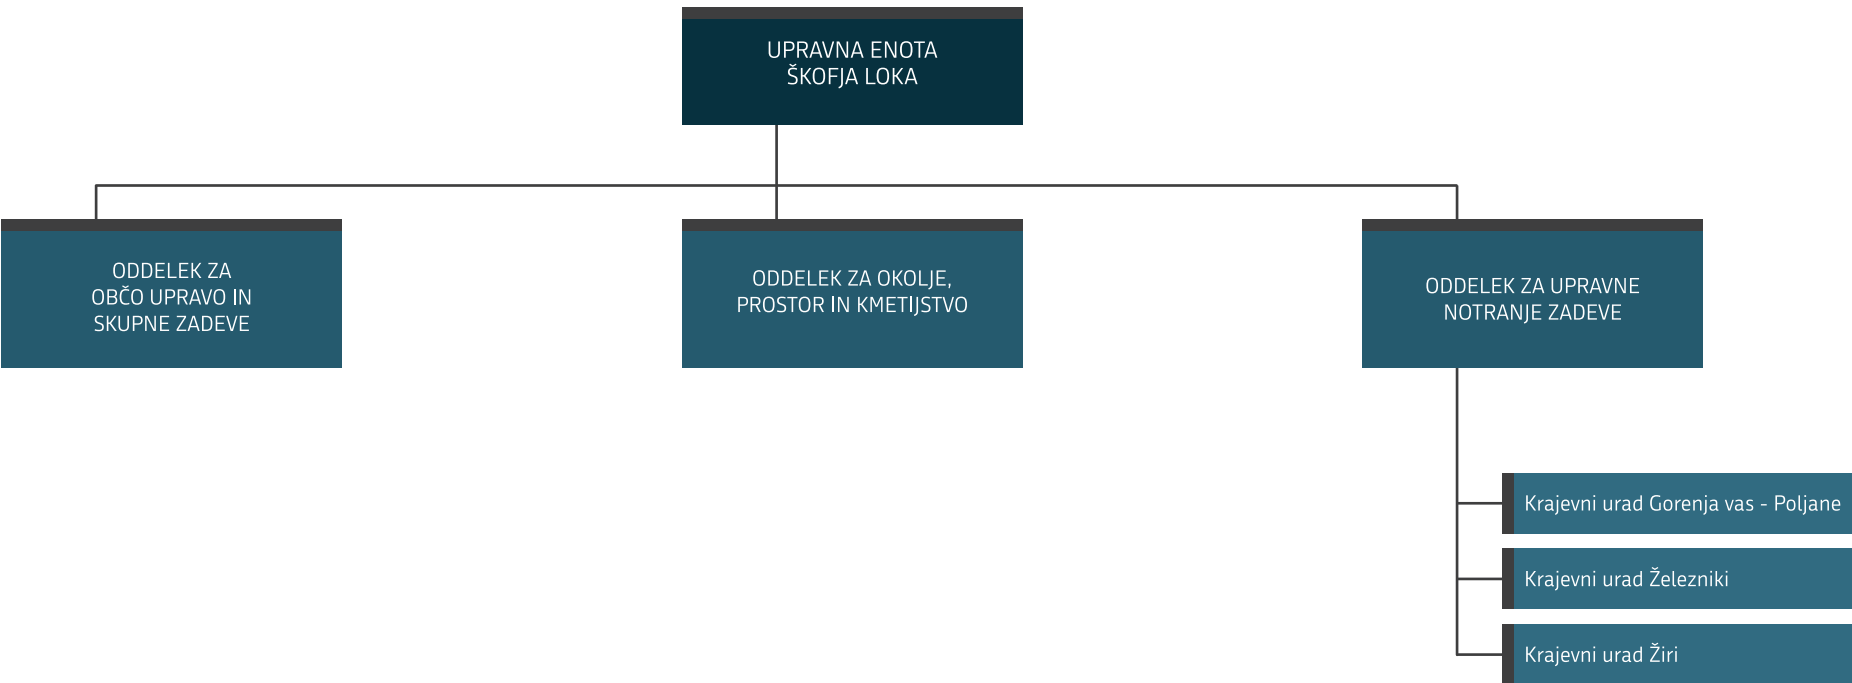 UPRAVNA ENOTA
ŠKOFJA LOKA
ODDELEK ZA
OBČO UPRAVO IN
SKUPNE ZADEVE
ODDELEK ZA OKOLJE,
PROSTOR IN KMETIJSTVO
ODDELEK ZA UPRAVNE
NOTRANJE ZADEVE
Krajevni urad Gorenja vas - Poljane
Krajevni urad Železniki
Krajevni urad Žiri